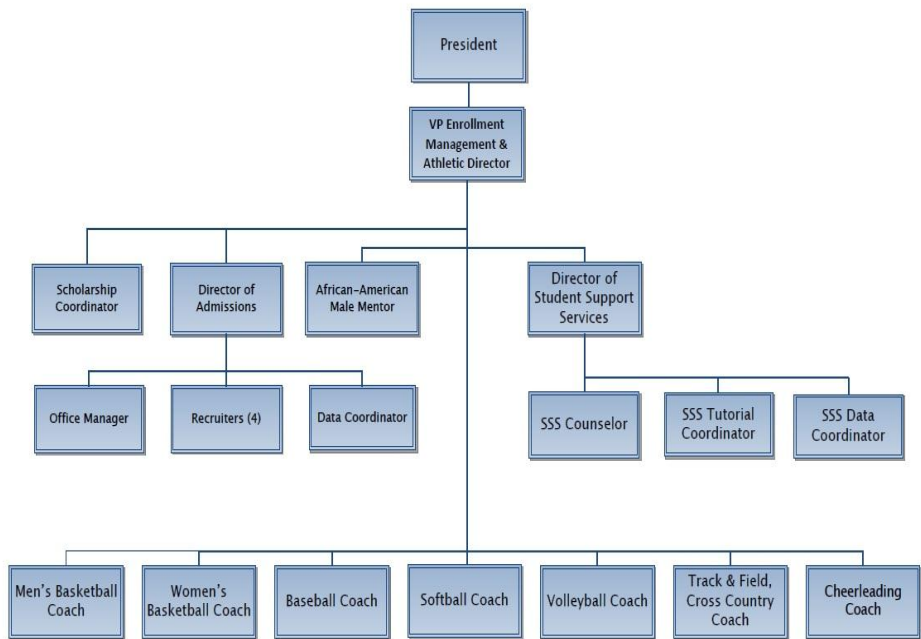 President
VP Enrollment
Management &
Athletic Director
Scholarship
Coordinator
Director of
Admissions
African-American
Male Mentor
Director of
Student Support
Services
Office Manager
Recruiters (4)
Data Coordinator
SSS Counselor
SSS Tutorial
Coordinator
SSS Data
Coordinator
Men's Basketball
Coach
Women's
Basketball Coach
Baseball Coach
Softball Coach
Volleyball Coach
Track & Field,
Cross Country
Coach
Cheerleading
Coach